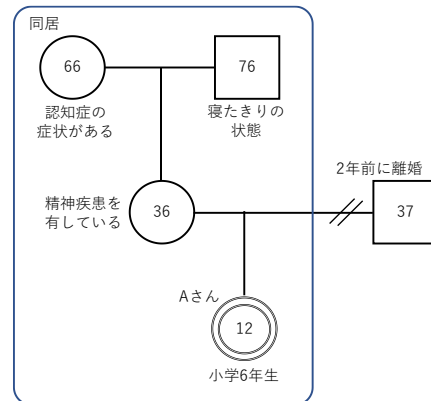 同居
66
76
認知症の
症状がある
寝たきりの
状態
2年前に離婚
精神疾患を
有している
36
37
Aさん
12
小学6年生